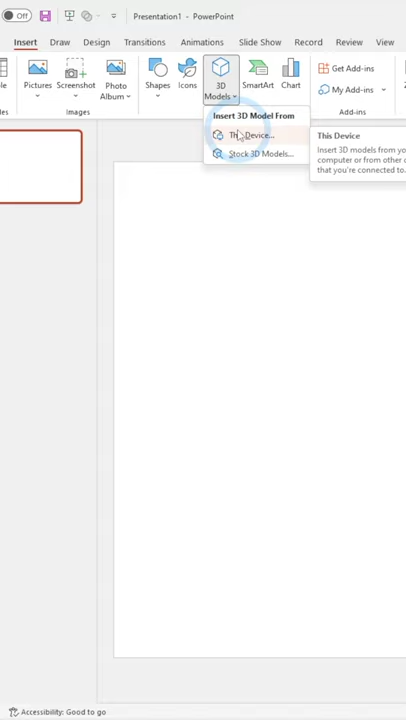 Off
Presentation1 - PowerPoint
Insert Draw Design Transitions Animations Slide Show Record Review View
Pictures
Screenshot
Photo
Album
Shapes
Icons
3D
Models
SmartArt
Chart
Get Add-ins
My Add-ins
Images
Add-ins
Insert 3D Model From
This Device...
Stock 3D Models...
This Device
Insert 3D models from
computer or from other
that you're connected to.
Accessibility: Good to go